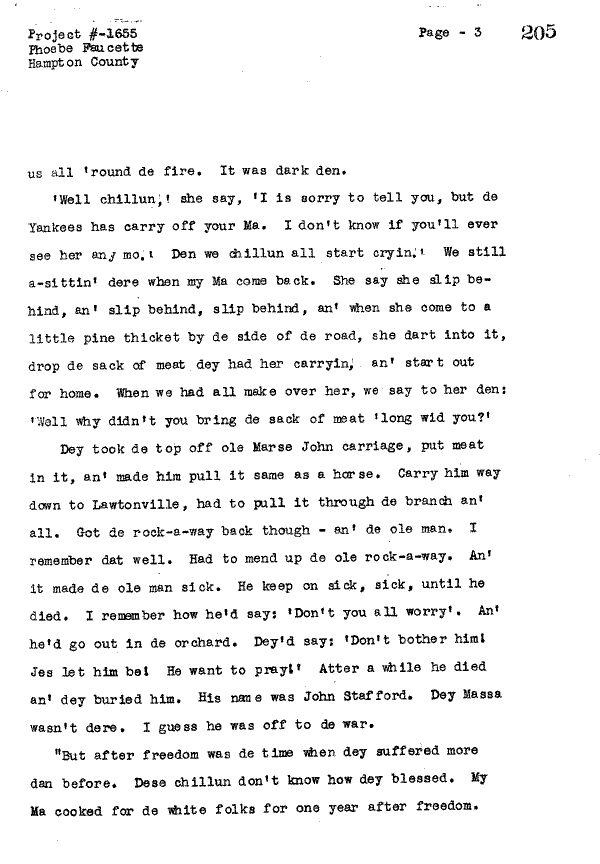 Project #-1655
Phoebe Faucette
Hampton County
Page - 3 205
us all 'round de fire. It was dark den.
'Well chillun,' she say, 'I is sorry to tell you, but de
Yankees has carry off your Ma. I don't know if you'll ever
see her any mo.' Den we chillun all start cryin.' We still
a-sittin' dere when my Ma come back. She say she slip be-
hind, an' slip behind, slip behind, an' when she come to a
little pine thicket by de side of de road, she dart into it,
drop de sack of meat dey had her carryin, an' start out
for home. When we had all make over her, we say to her den:
'Well why didn't you bring de sack of meat 'long wid you?'
Dey took de top off ole Marse John carriage, put meat
in it, an' made him pull it same as a horse. Carry him way
down to Lawtonville, had to pull it through de branch an'
all. Got de rock-a-way back though - an' de ole man. I
remember dat well. Had to mend up de ole rock-a-way. An'
it made de ole man sick. He keep on sick, sick, until he
died. I remember how he'd say: 'Don't you all worry'. An'
he'd go out in de orchard. Dey'd say: 'Don't bother him!
Jes let him be! He want to pray!' Atter a while he died
an' dey buried him. His name was John Stafford. Dey Massa
wasn't dere. I guess he was off to de war.
"But after freedom was de time when dey suffered more
dan before. Dese chillun don't know how dey blessed. My
Ma cooked for de white folks for one year after freedom.